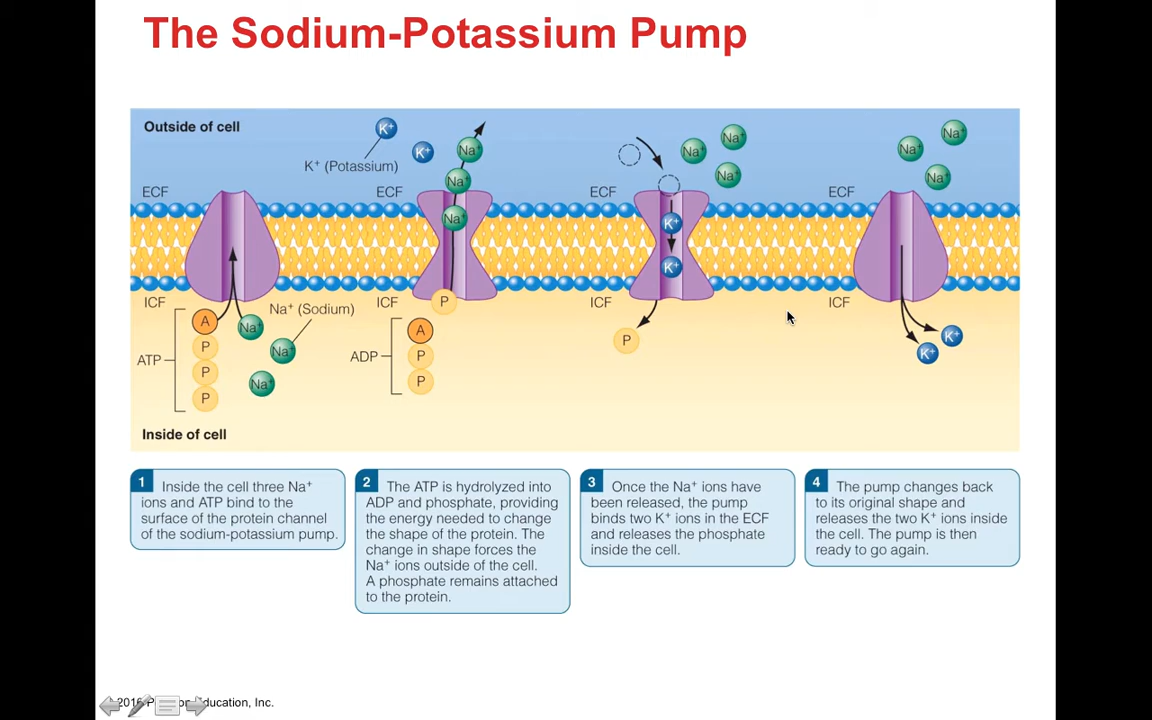 The Sodium-Potassium Pump
Outside of cell
K⁺
K⁺
K⁺ (Potassium)
Na⁺
Na⁺
Na⁺
Na⁺
Na⁺
Na⁺
Na⁺
Na⁺
Na⁺
ECF
ECF
ECF
ECF
K⁺
K⁺
ICF
ICF
ICF
ICF
Na⁺ (Sodium)
P
A
P
P
P
ATP
Na⁺
Na⁺
Na⁺
A
P
P
ADP
P
K⁺
K⁺
Inside of cell
1 Inside the cell three Na⁺
ions and ATP bind to the
surface of the protein channel
of the sodium-potassium pump.
2 The ATP is hydrolyzed into
ADP and phosphate, providing
the energy needed to change
the shape of the protein. The
change in shape forces the
Na⁺ ions outside of the cell.
A phosphate remains attached
to the protein.
3 Once the Na⁺ ions have
been released, the pump
binds two K⁺ ions in the ECF
and releases the phosphate
inside the cell.
4 The pump changes back
to its original shape and
releases the two K⁺ ions inside
the cell. The pump is then
ready to go again.
2016 Inc.